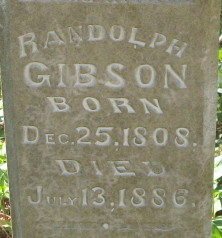 RANDOLPH
GIBSON
BORN
DEC. 25. 1808.
DIED
JULY 13. 1886.